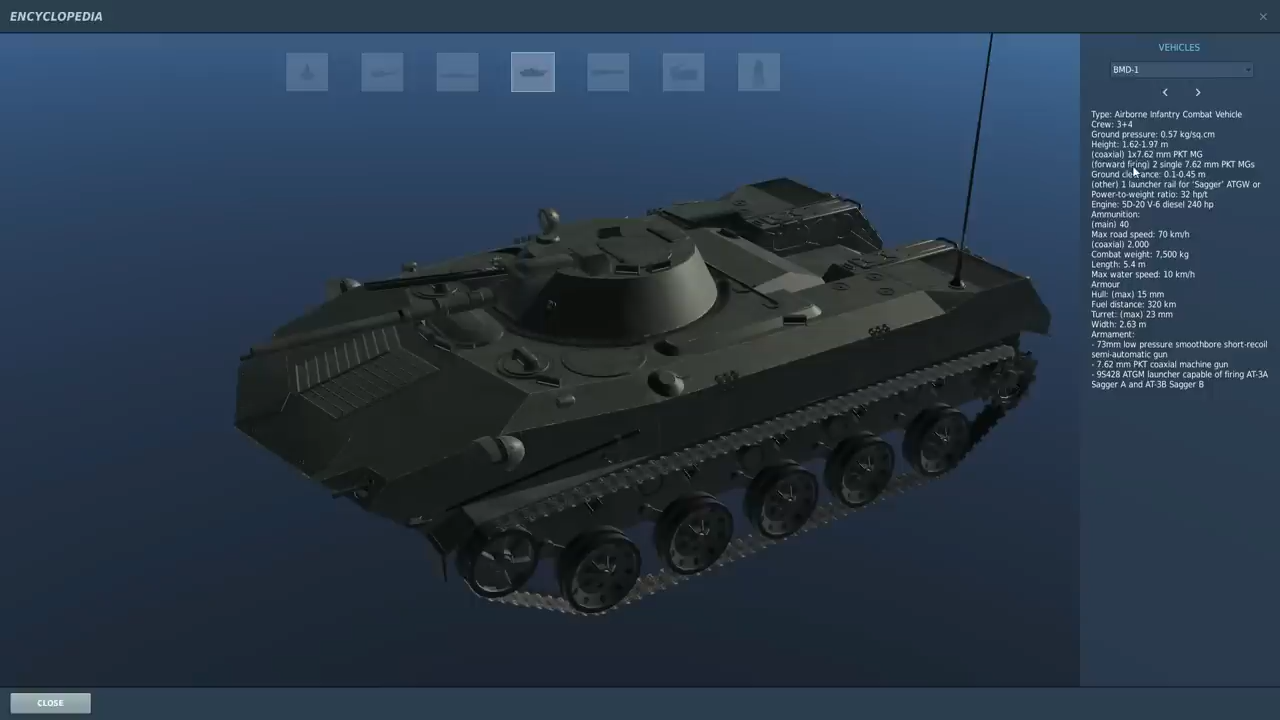 ENCYCLOPEDIA
VEHICLES
BMD-1
Type: Airborne Infantry Combat Vehicle
Crew: 3+4
Ground pressure: 0.57 kg/sq.cm
Height: 1.62-1.97 m
(coaxial) 1x7.62 mm PKT MG
(forward firing) 2 single 7.62 mm PKT MGs
Ground clearance: 0.1-0.45 m
(other) 1 launcher rail for 'Sagger' ATGW or
Power-to-weight ratio: 32 hp/t
Engine: 5D-20 V-6 diesel 240 hp
Ammunition:
(main) 40
Max road speed: 70 km/h
(coaxial) 2,000
Combat weight: 7,500 kg
Length: 5.4 m
Max water speed: 10 km/h
Armour
Hull: (max) 15 mm
Fuel distance: 320 km
Turret: (max) 23 mm
Width: 2.63 m
Armament:
- 73mm low pressure smoothbore short-recoil
semi-automatic gun
- 7.62 mm PKT coaxial machine gun
- 9S428 ATGM launcher capable of firing AT-3A
Sagger A and AT-3B Sagger B
CLOSE